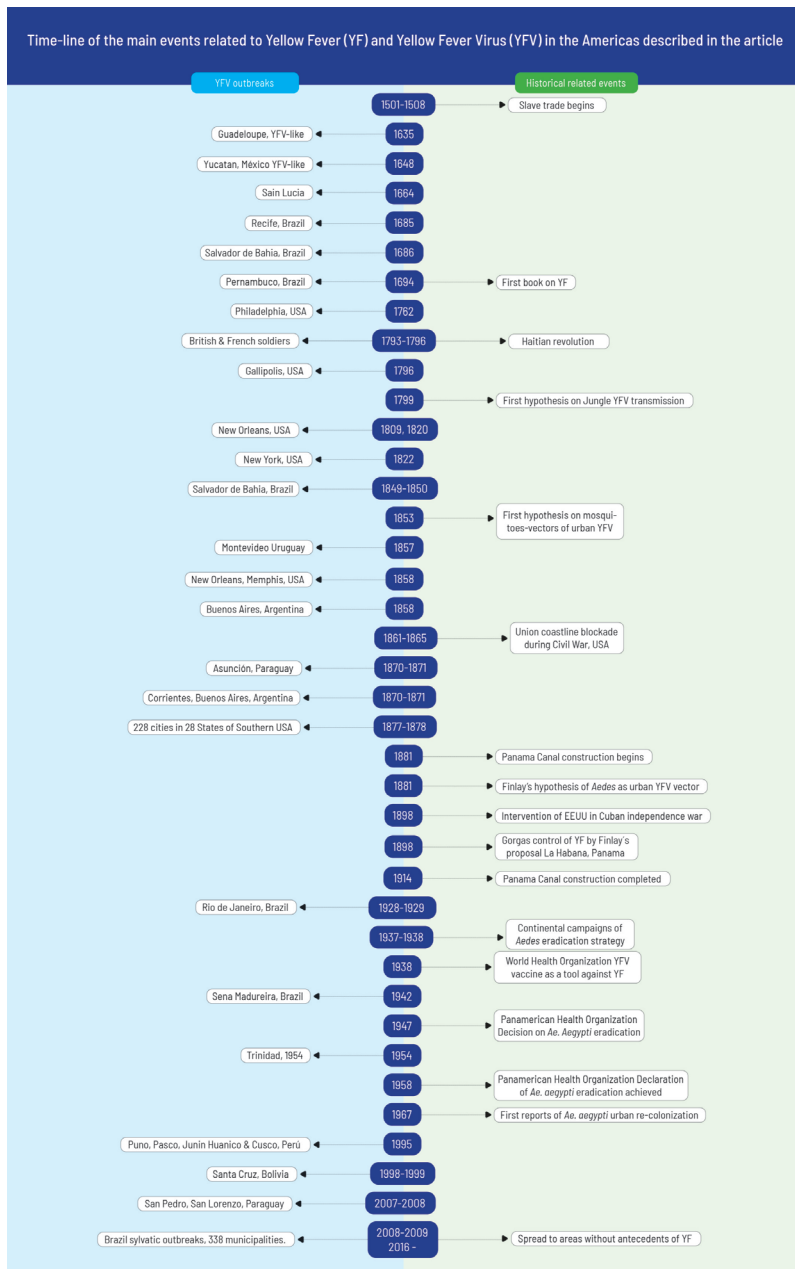 Time-line of the main events related to Yellow Fever (YF) and Yellow Fever Virus (YFV) in the Americas described in the article
YFV outbreaks
Historical related events
1501-1508
Slave trade begins
Guadeloupe, YFV-like
1635
Yucatan, México YFV-like
1648
Sain Lucia
1664
Recife, Brazil
1685
Salvador de Bahia, Brazil
1686
Pernambuco, Brazil
1694
First book on YF
Philadelphia, USA
1762
British & French soldiers
1793-1796
Haitian revolution
Gallipolis, USA
1796
1799
First hypothesis on Jungle YFV transmission
New Orleans, USA
1809, 1820
New York, USA
1822
Salvador de Bahia, Brazil
1849-1850
1853
First hypothesis on mosqui-
toes-vectors of urban YFV
Montevideo Uruguay
1857
New Orleans, Memphis, USA
1858
Buenos Aires, Argentina
1858
1861-1865
Union coastline blockade
during Civil War, USA
Asunción, Paraguay
1870-1871
Corrientes, Buenos Aires, Argentina
1870-1871
228 cities in 28 States of Southern USA
1877-1878
1881
Panama Canal construction begins
1881
Finlay's hypothesis of Aedes as urban YFV vector
1898
Intervention of EEUU in Cuban independence war
1898
Gorgas control of YF by Finlay´s
proposal La Habana, Panama
1914
Panama Canal construction completed
Rio de Janeiro, Brazil
1928-1929
1937-1938
Continental campaigns of
Aedes eradication strategy
1938
World Health Organization YFV
vaccine as a tool against YF
Sena Madureira, Brazil
1942
1947
Panamerican Health Organization
Decision on Ae. Aegypti eradication
Trinidad, 1954
1954
1958
Panamerican Health Organization Declaration
of Ae. aegypti eradication achieved
1967
First reports of Ae. aegypti urban re-colonization
Puno, Pasco, Junin Huanico & Cusco, Perú
1995
Santa Cruz, Bolivia
1998-1999
San Pedro, San Lorenzo, Paraguay
2007-2008
Brazil sylvatic outbreaks, 338 municipalities.
2008-2009
2016 -
Spread to areas without antecedents of YF